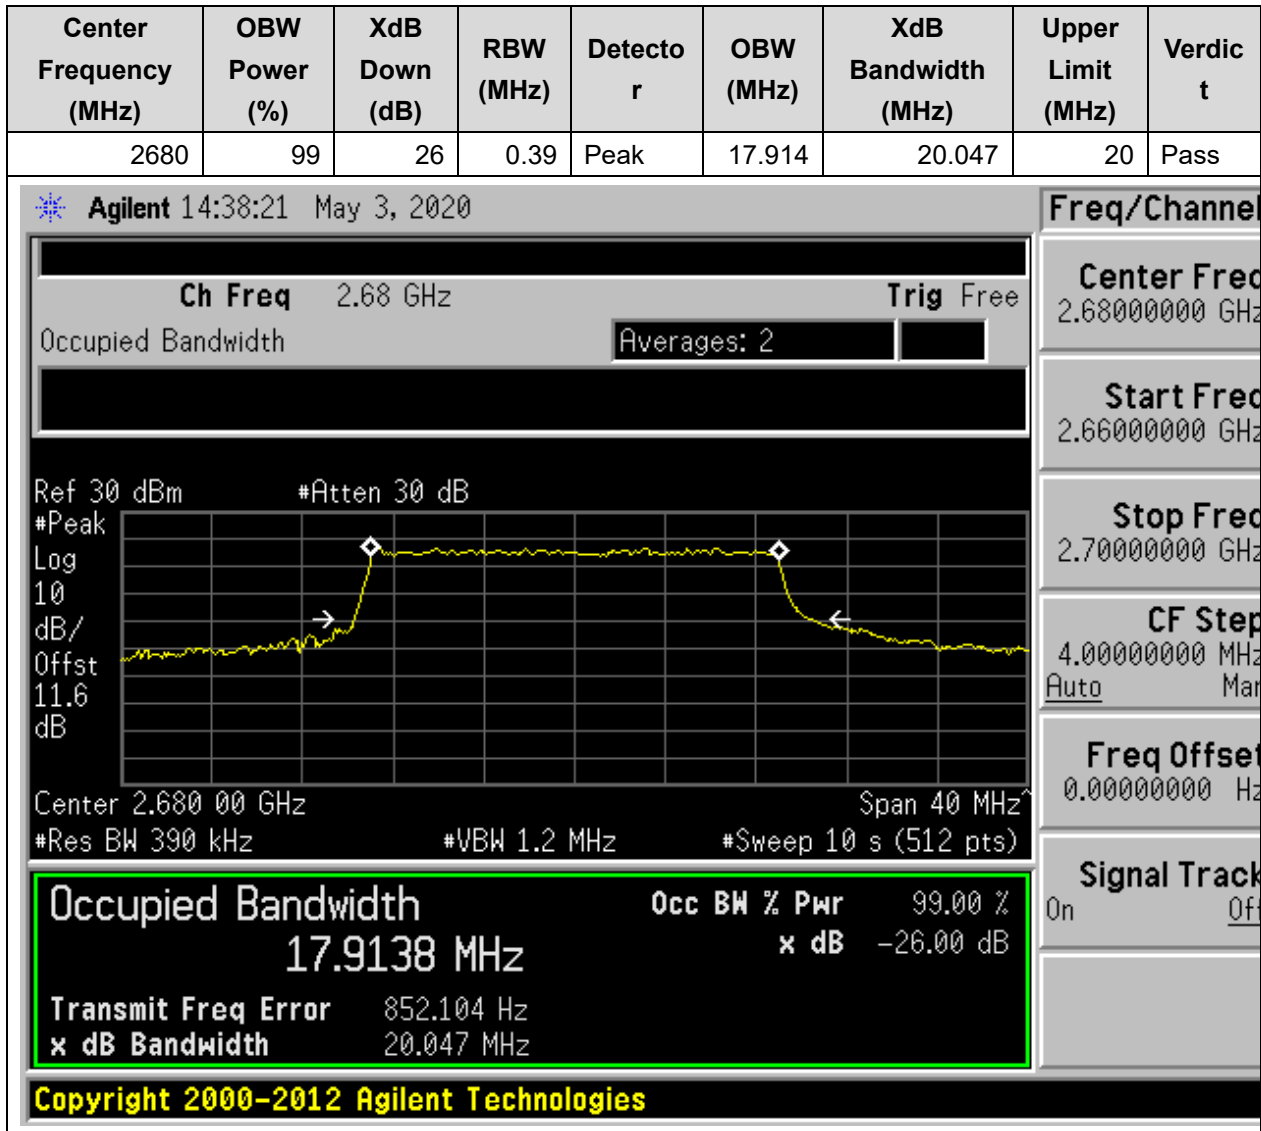 Center Frequency (MHz) OBW Power (%) XdB Down (dB) RBW (MHz) Detecto r OBW (MHz) XdB Bandwidth (MHz) Upper Limit (MHz) Verdic t
2680 99 26 0.39 Peak 17.914 20.047 20 Pass
Agilent 14:38:21 May 3, 2020
Freq/Channel
Ch Freq 2.68 GHz Trig Free
Occupied Bandwidth Averages: 2
Center Freq
2.68000000 GHz
Start Freq
2.66000000 GHz
Stop Freq
2.70000000 GHz
CF Step
4.00000000 MHz
Auto Man
Freq Offset
0.00000000 Hz
Signal Track
On Off
Ref 30 dBm #Atten 30 dB
#Peak
Log
10
dB/
Offst
11.6
dB
Center 2.680 00 GHz Span 40 MHz^
#Res BW 390 kHz #VBW 1.2 MHz #Sweep 10 s (512 pts)
Occupied Bandwidth Occ BW % Pwr 99.00 %
17.9138 MHz x dB -26.00 dB
Transmit Freq Error 852.104 Hz
x dB Bandwidth 20.047 MHz
Copyright 2000-2012 Agilent Technologies